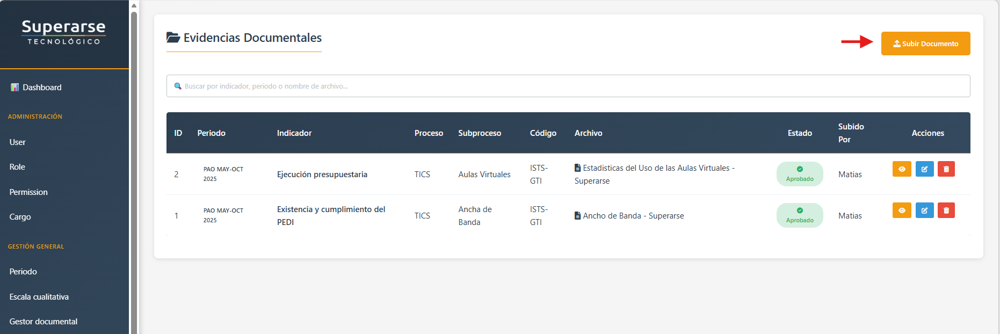 Superarse
TECNOLÓGICO
Dashboard
ADMINISTRACIÓN
User
Role
Permission
Cargo
GESTIÓN GENERAL
Periodo
Escala cualitativa
Gestor documental
Evidencias Documentales
Subir Documento
Buscar por indicador, periodo o nombre de archivo...
ID Periodo Indicador Proceso Subproceso Código Archivo Estado Subido Por Acciones
2 PAO MAY-OCT 2025 Ejecución presupuestaria TICS Aulas Virtuales ISTS-GTI Estadisticas del Uso de las Aulas Virtuales - Superarse Aprobado Matias
1 PAO MAY-OCT 2025 Existencia y cumplimiento del PEDI TICS Ancha de Banda ISTS-GTI Ancho de Banda - Superarse Aprobado Matias